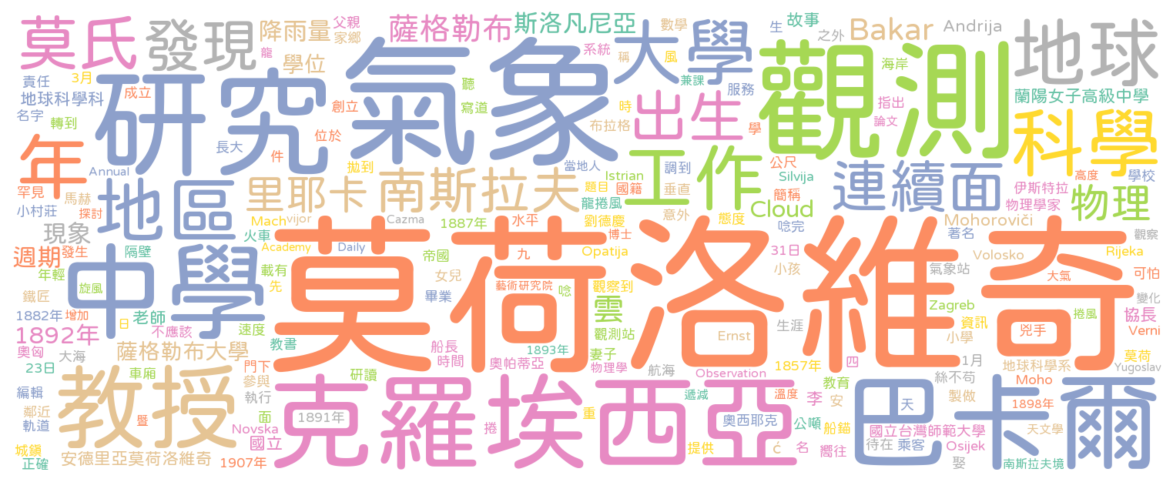 莫氏 發現 薩格勒布 斯洛凡尼亞 大學 觀測 地球
降雨量 父親 家鄉 數學 生 故事 之外 Bakar Andrija
龍 學位 系統 稱 風 兼課 服務 海岸 指出 論文
責任 3月 研究 氣象 出生 蘭陽女子高級中學
地球科學科 成立 名字 轉到 創立 位於 聽 寫道 時 布拉格 學 科學
年 長大 件 拋到 當地人 工作 調到 公尺 連續面 高度 學校
Annual 地區 里耶卡 南斯拉夫 Istrian 國籍 垂直 Silvija 簡稱 伊斯特拉 物理學家 物理
罕見 馬赫 探討 小村莊 題目 龍捲風 意外 Cloud Mohorovičі
現象 Mach vijor Cazma 1887年 水平 劉德慶 態度 唸完 著名 觀察
週期 發生 隔壁 火車 Academy Daily 帝國 九 博士 Opatija 31日 氣象站 Volosko 大氣 Rijeka
中學 莫荷洛維奇
年輕 旋風 載有 先 女兒 藝術研究院 觀察到 小孩 可怕 變化
鐵匠 1882年 增加 老師 畢業 唸 雲 Zagreb 資訊 兇手 捲風 協長
1892年 日 不應該 速度 觀測站 Ernst 生涯 小學 Verni
奧匈 大海 薩格勒布大學 教書 船長 時間 1893年 奧帕蒂亞 妻子 1857年 四 1月 地球科學系 莫荷
23日 車廂 門下 參與 執行 研讀 物理學 航海 教育 絲不苟 Moho Yugoslav
編輯 教授 克羅埃西亞 Observation 遞減 溫度 李 安 製做 1898年
鄰近 軌道 面 暨 1891年 重 奧西耶克 公噸 船錨 天 巴卡爾 天文學
城鎮 Novska 國立 捲 提供 ć 名 嚮往 國立台灣師範大學 Osijek
正確 安德里亞莫荷洛維奇 1907年 待在 乘客 娶 南斯拉夫境